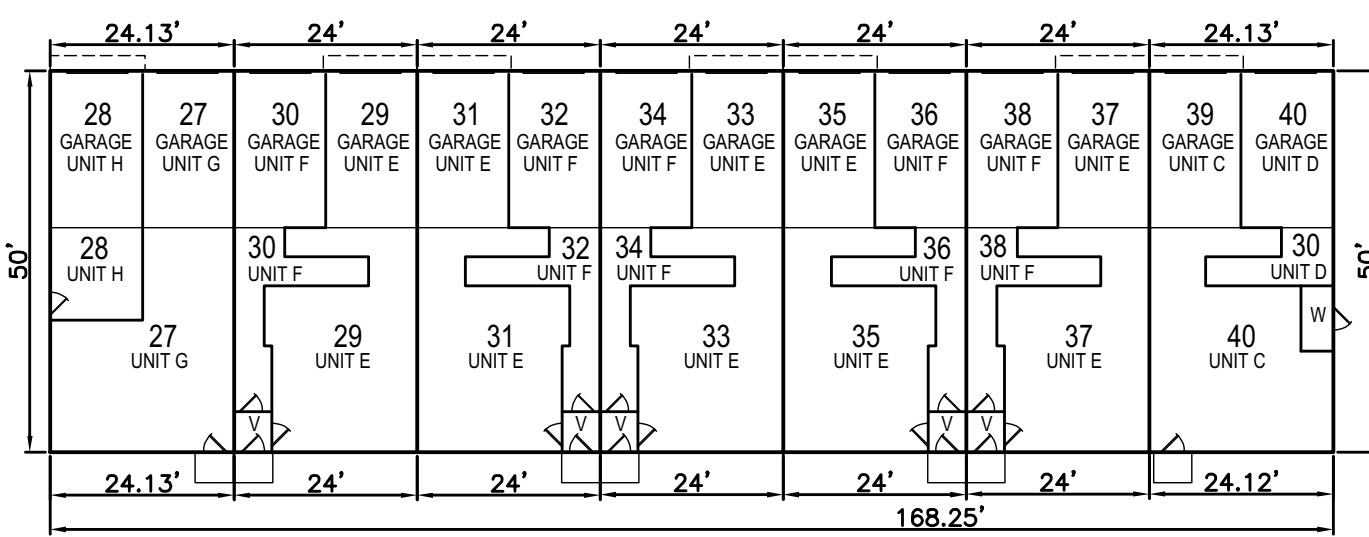 24.13' 24' 24' 24' 24' 24' 24.13'
28 27 30 29 31 32 34 33 35 36 38 37 39 40
GARAGE GARAGE GARAGE GARAGE GARAGE GARAGE GARAGE GARAGE GARAGE GARAGE GARAGE GARAGE GARAGE GARAGE
UNIT H UNIT G UNIT F UNIT E UNIT E UNIT F UNIT F UNIT E UNIT E UNIT F UNIT F UNIT E UNIT C UNIT D
28 30 32 34 36 38 30
UNIT H UNIT F UNIT F UNIT F UNIT F UNIT F UNIT D
50' 50'
W
27 29 31 33 35 37 40
UNIT G UNIT E UNIT E UNIT E UNIT E UNIT E UNIT C
V V V V V
24.13' 24' 24' 24' 24' 24' 24.12'
168.25'